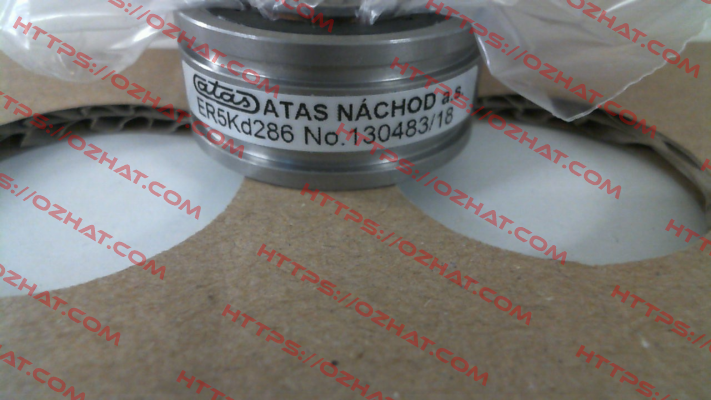 atas ATAS NÁCHOD a.s.
ER5Kd286 No.130483/18
HTTPS://OZHAT.COM